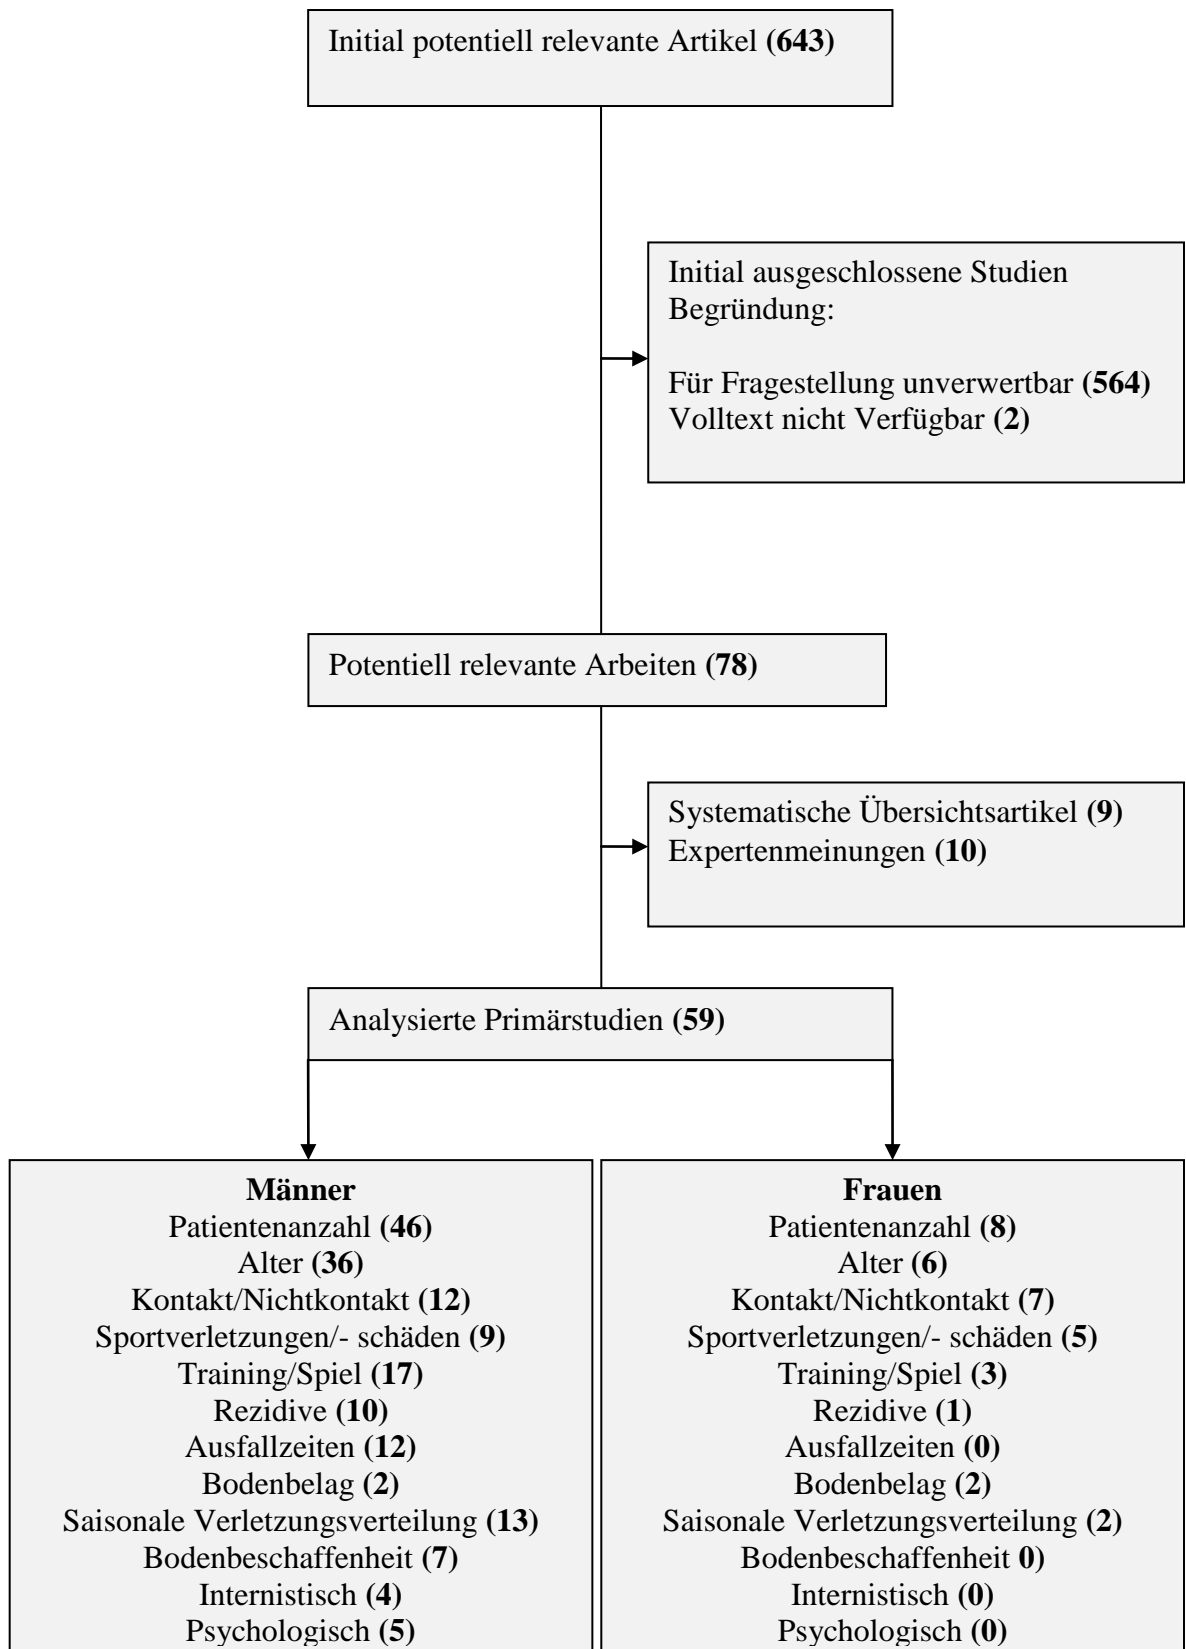 Initial potentiell relevante Artikel (643)
Initial ausgeschlossene Studien
Begründung:
Für Fragestellung unverwertbar (564)
Volltext nicht Verfügbar (2)
Potentiell relevante Arbeiten (78)
Systematische Übersichtsartikel (9)
Expertenmeinungen (10)
Analysierte Primärstudien (59)
Männer
Patientenanzahl (46)
Alter (36)
Kontakt/Nichtkontakt (12)
Sportverletzungen/- schäden (9)
Training/Spiel (17)
Rezidive (10)
Ausfallzeiten (12)
Bodenbelag (2)
Saisonale Verletzungsverteilung (13)
Bodenbeschaffenheit (7)
Internistisch (4)
Psychologisch (5)
Frauen
Patientenanzahl (8)
Alter (6)
Kontakt/Nichtkontakt (7)
Sportverletzungen/- schäden (5)
Training/Spiel (3)
Rezidive (1)
Ausfallzeiten (0)
Bodenbelag (2)
Saisonale Verletzungsverteilung (2)
Bodenbeschaffenheit 0)
Internistisch (0)
Psychologisch (0)